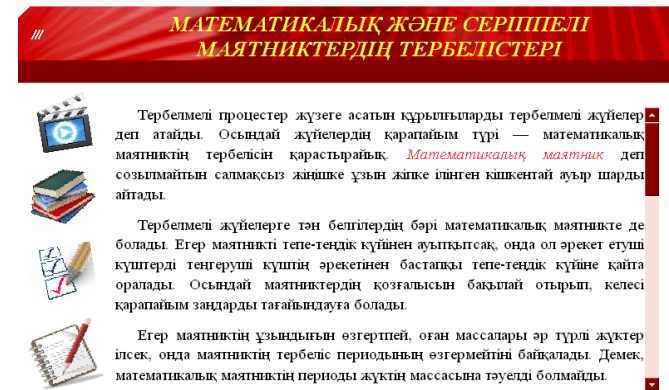 МАТЕМАТИКАЛЫҚ ЖӘНЕ СЕРІППЕЛІ
МАЯТНИКТЕРДІҢ ТЕРБЕЛІСТЕРІ
Тербелмелі процестер жүзеге асатын құрылғыларды тербелмелі жүйелер
деп атайды. Осындай жүйелердің қарапайым түрі — математикалық
маятниктің тербелісін қарастырайық. Математикалық маятник деп
созылмайтын салмақсыз жіңішке ұзын жіпке ілінген кішкентай ауыр шарды
айтады.
Тербелмелі жүйелерге тән белгілердің бәрі математикалық маятникте де
болады. Егер маятникті тепе-теңдік күйінен ауытқытсақ, онда ол әрекет етуші
күштерді теңгеруші күштің әрекетінен бастапқы тепе-теңдік күйіне қайта
оралады. Осындай маятниктердің қозғалысын бақылай отырып, келесі
қарапайым заңдарды тағайындауға болады.
Егер маятниктің ұзындығын өзгертпей, оған массалары әр түрлі жүктер
ілсек, онда маятниктің тербеліс периодының өзгермейтіні байқалады. Демек,
математикалық маятниктің периоды жүктің массасына тәуелді болмайды.